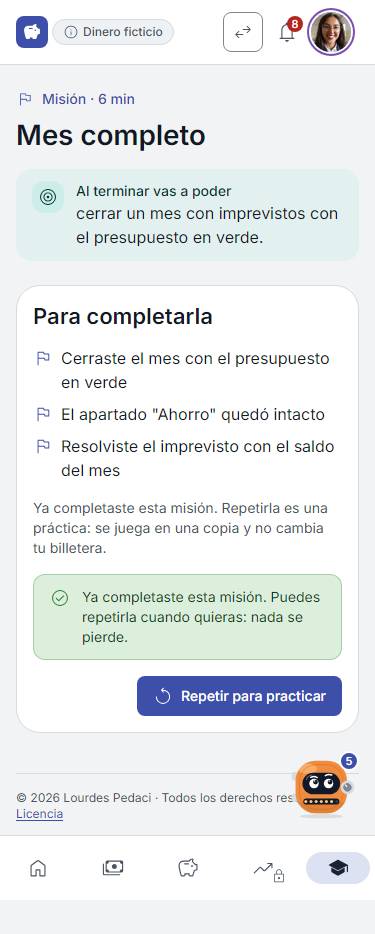 Dinero ficticio
8
Misión · 6 min
Mes completo
Al terminar vas a poder
cerrar un mes con imprevistos con
el presupuesto en verde.
Para completarla
Cerraste el mes con el presupuesto
en verde
El apartado "Ahorro" quedó intacto
Resolviste el imprevisto con el saldo
del mes
Ya completaste esta misión. Repetirla es una
práctica: se juega en una copia y no cambia
tu billetera.
Ya completaste esta misión. Puedes
repetirla cuando quieras: nada se
pierde.
Repetir para practicar
5
© 2026 Lourdes Pedaci · Todos los derechos
Licencia